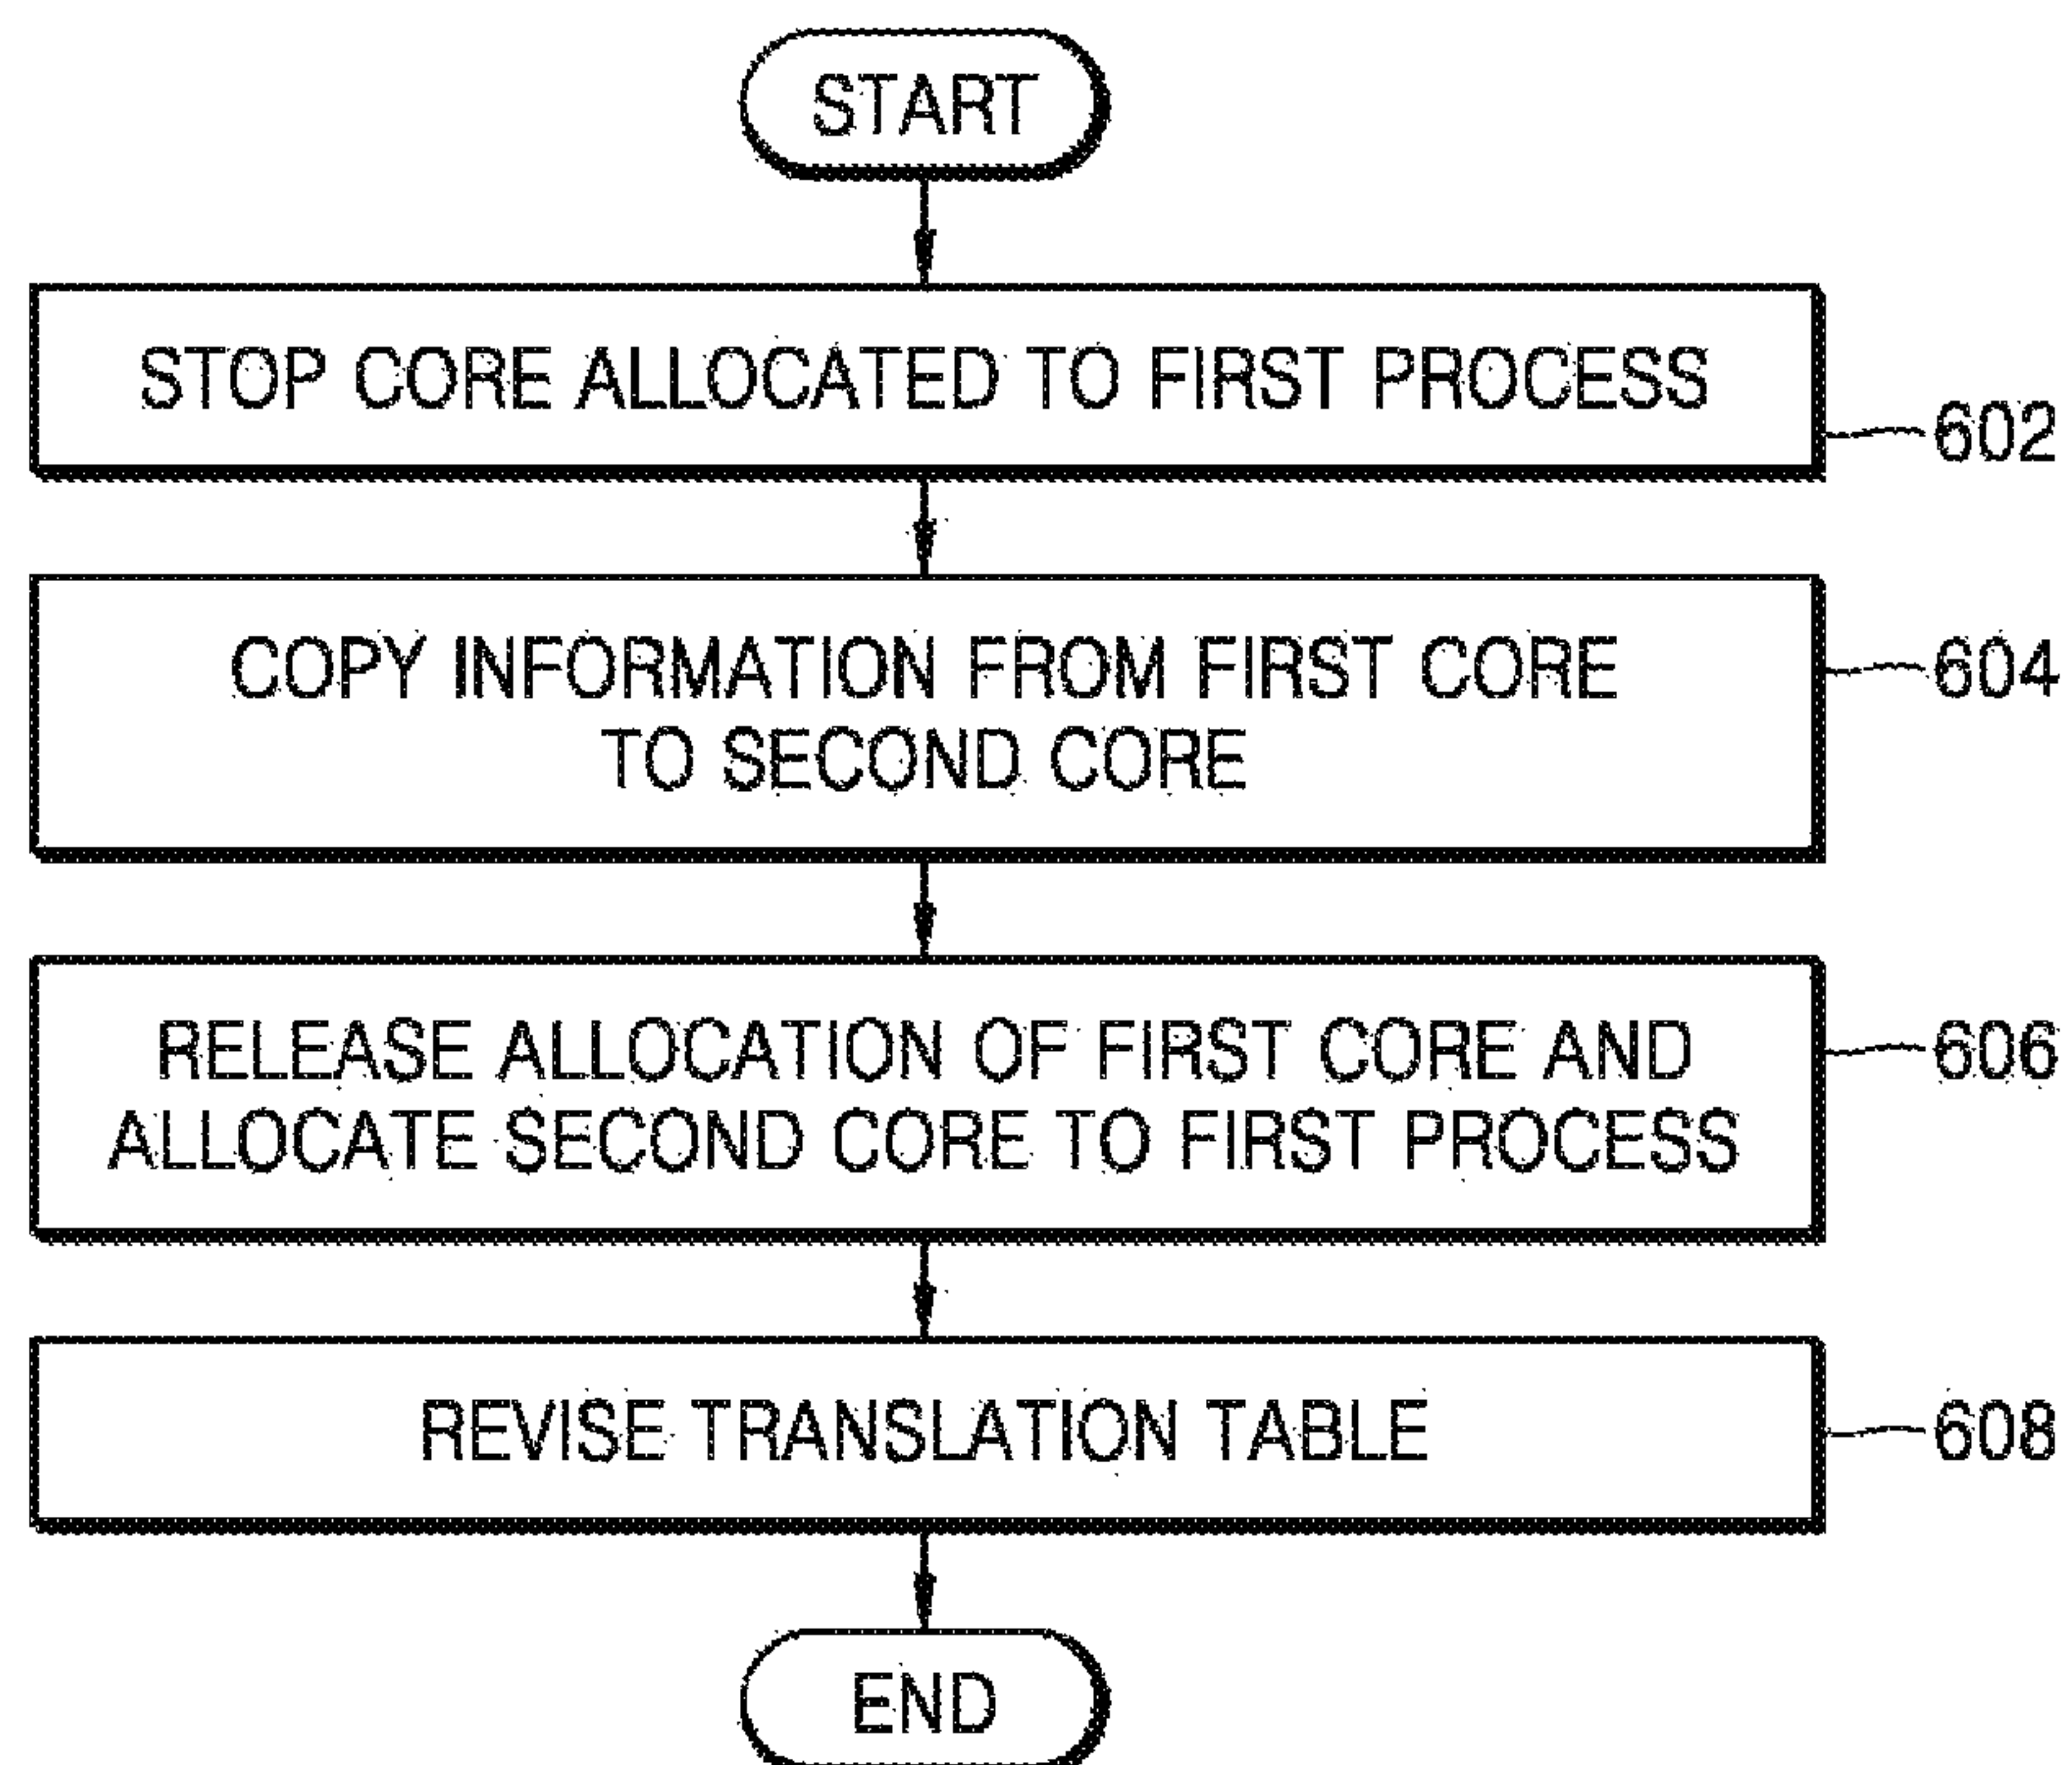 START
STOP CORE ALLOCATED TO FIRST PROCESS
602
COPY INFORMATION FROM FIRST CORE
TO SECOND CORE
604
RELEASE ALLOCATION OF FIRST CORE AND
ALLOCATE SECOND CORE TO FIRST PROCESS
606
REVISE TRANSLATION TABLE
608
END